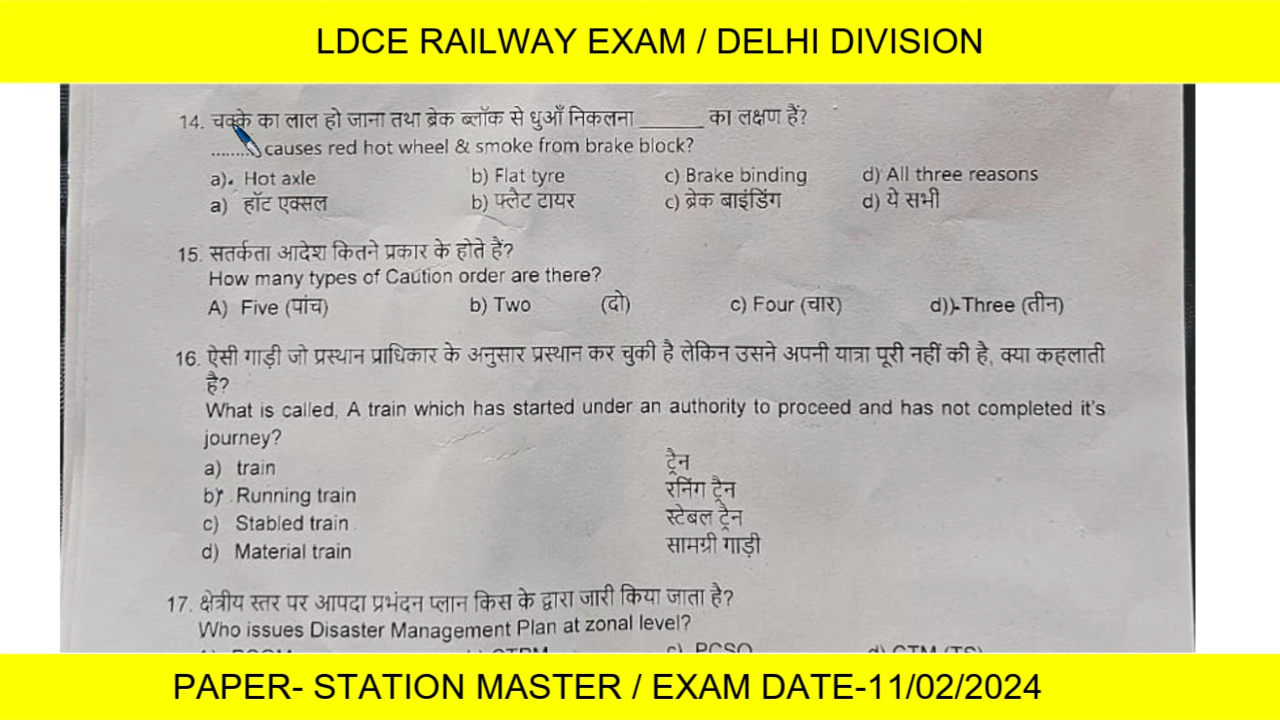 LDCE RAILWAY EXAM / DELHI DIVISION
14. चक्के का लाल हो जाना तथा ब्रेक ब्लॉक से धुआँ निकलना ______ का लक्षण हैं?
........ causes red hot wheel & smoke from brake block?
a). Hot axle b) Flat tyre c) Brake binding d) All three reasons
a) हॉट एक्सल b) फ्लैट टायर c) ब्रेक बाइंडिंग d) ये सभी
15. सतर्कता आदेश कितने प्रकार के होते हैं?
How many types of Caution order are there?
A) Five (पांच) b) Two (दो) c) Four (चार) d)) Three (तीन)
16. ऐसी गाड़ी जो प्रस्थान प्राधिकार के अनुसार प्रस्थान कर चुकी है लेकिन उसने अपनी यात्रा पूरी नहीं की है, क्या कहलाती
है?
What is called, A train which has started under an authority to proceed and has not completed it's
journey?
a) train ट्रैन
b) Running train रनिंग ट्रैन
c) Stabled train स्टेबल ट्रैन
d) Material train सामग्री गाड़ी
17. क्षेत्रीय स्तर पर आपदा प्रभंदन प्लान किस के द्वारा जारी किया जाता है?
Who issues Disaster Management Plan at zonal level?
PAPER- STATION MASTER / EXAM DATE-11/02/2024